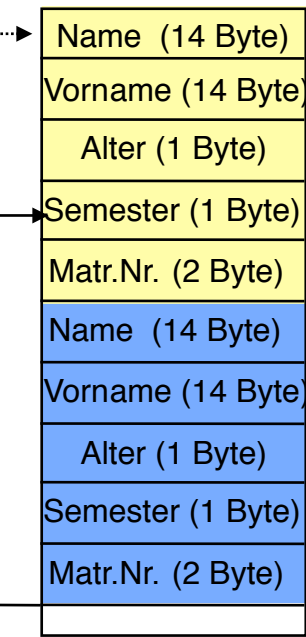 Name (14 Byte)
Vorname (14 Byte)
Alter (1 Byte)
Semester (1 Byte)
Matr.Nr. (2 Byte)
Name (14 Byte)
Vorname (14 Byte)
Alter (1 Byte)
Semester (1 Byte)
Matr.Nr. (2 Byte)